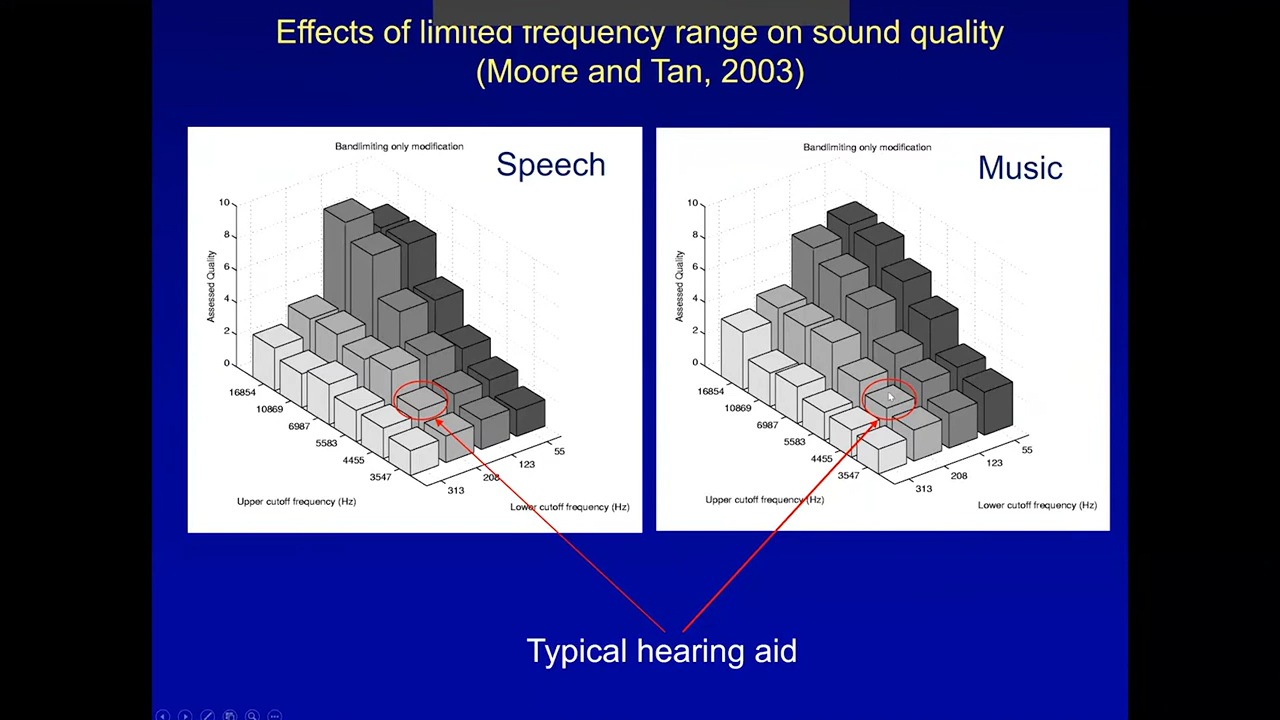 Effects of limited frequency range on sound quality
(Moore and Tan, 2003)
Bandlimiting only modification
Speech
10
8
6
4
2
0
Assessed Quality
16854
10869
6987
5583
4455
3547
313
208
123
55
Upper cutoff frequency (Hz)
Lower cutoff frequency (Hz)
Bandlimiting only modification
Music
10
8
6
4
2
0
Assessed Quality
16854
10869
6987
5583
4455
3547
313
208
123
55
Upper cutoff frequency (Hz)
Lower cutoff frequency (Hz)
Typical hearing aid